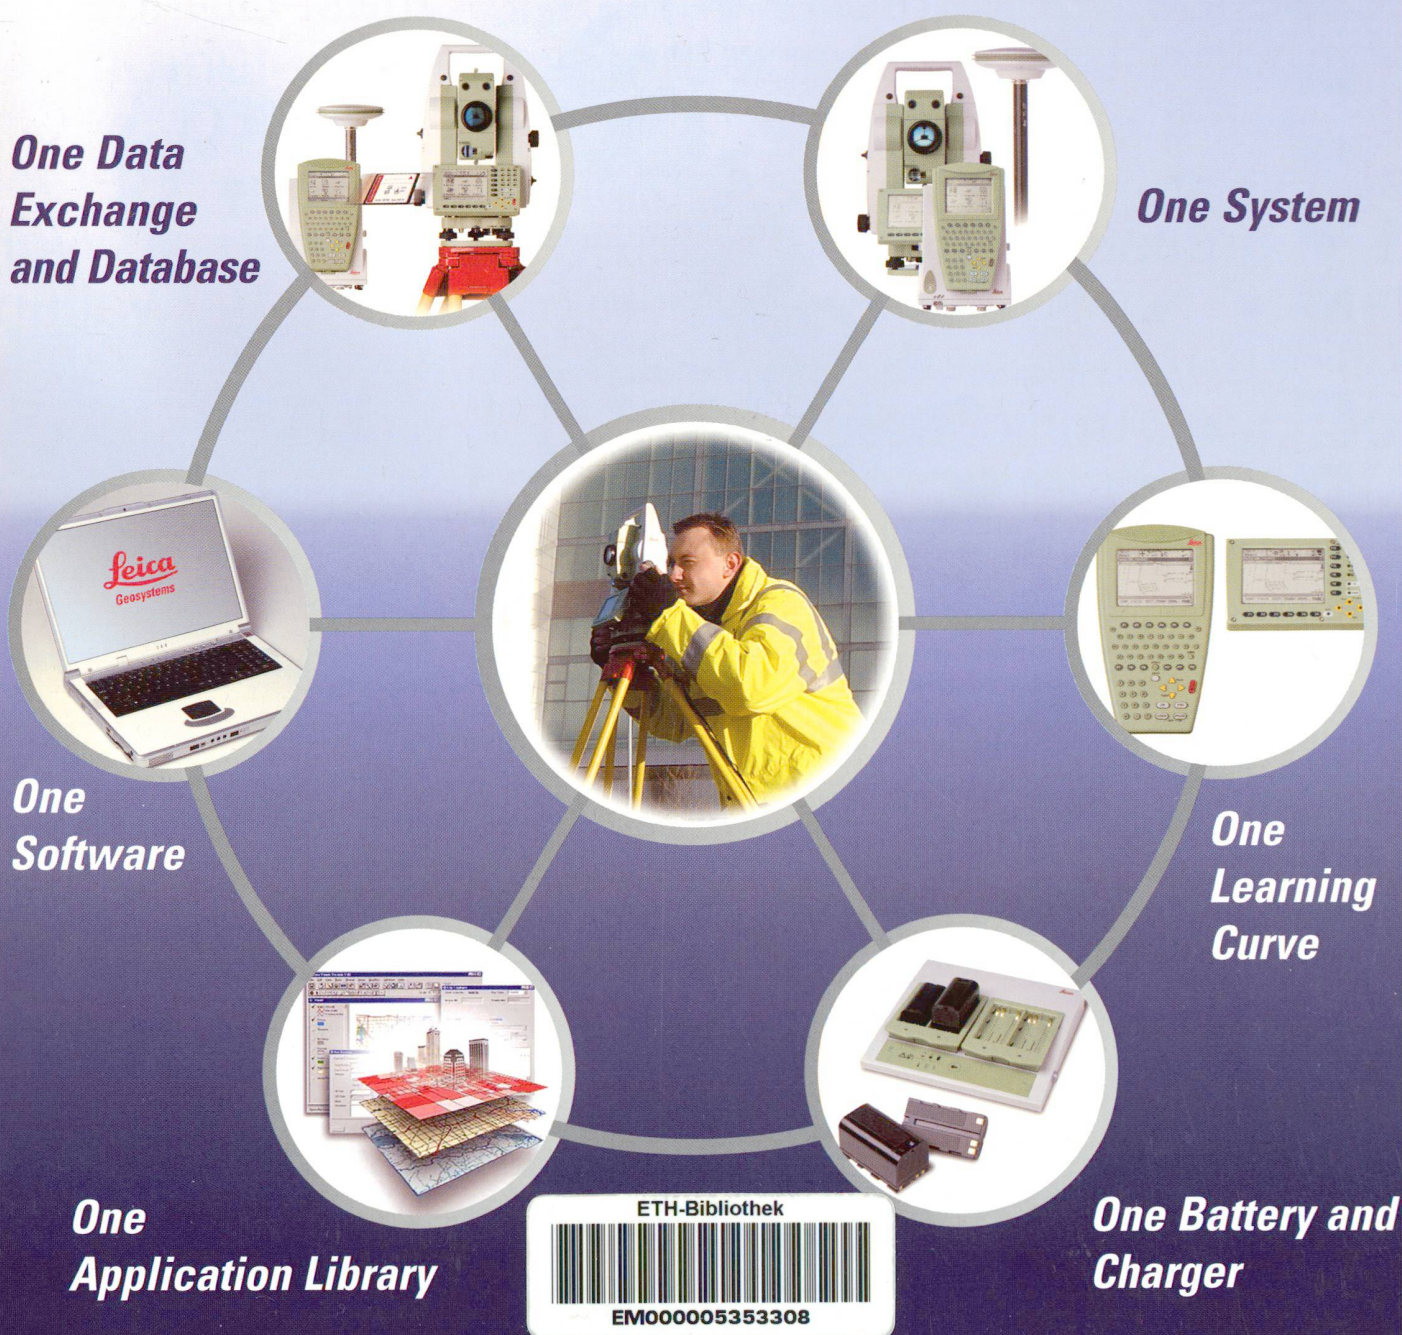 One Data
Exchange
and Database
One System
Leica
Geosystems
One
Software
One
Learning
Curve
One
Application Library
One Battery and
Charger
ETH-Bibliothek
EM000005353308